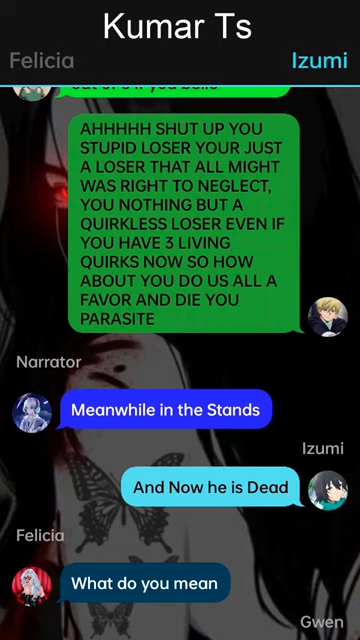 Kumar Ts
Felicia
Izumi
AHHHHH SHUT UP YOU
STUPID LOSER YOUR JUST
A LOSER THAT ALL MIGHT
WAS RIGHT TO NEGLECT,
YOU NOTHING BUT A
QUIRKLESS LOSER EVEN IF
YOU HAVE 3 LIVING
QUIRKS NOW SO HOW
ABOUT YOU DO US ALL A
FAVOR AND DIE YOU
PARASITE
Narrator
Meanwhile in the Stands
Izumi
And Now he is Dead
Felicia
What do you mean
Gwen